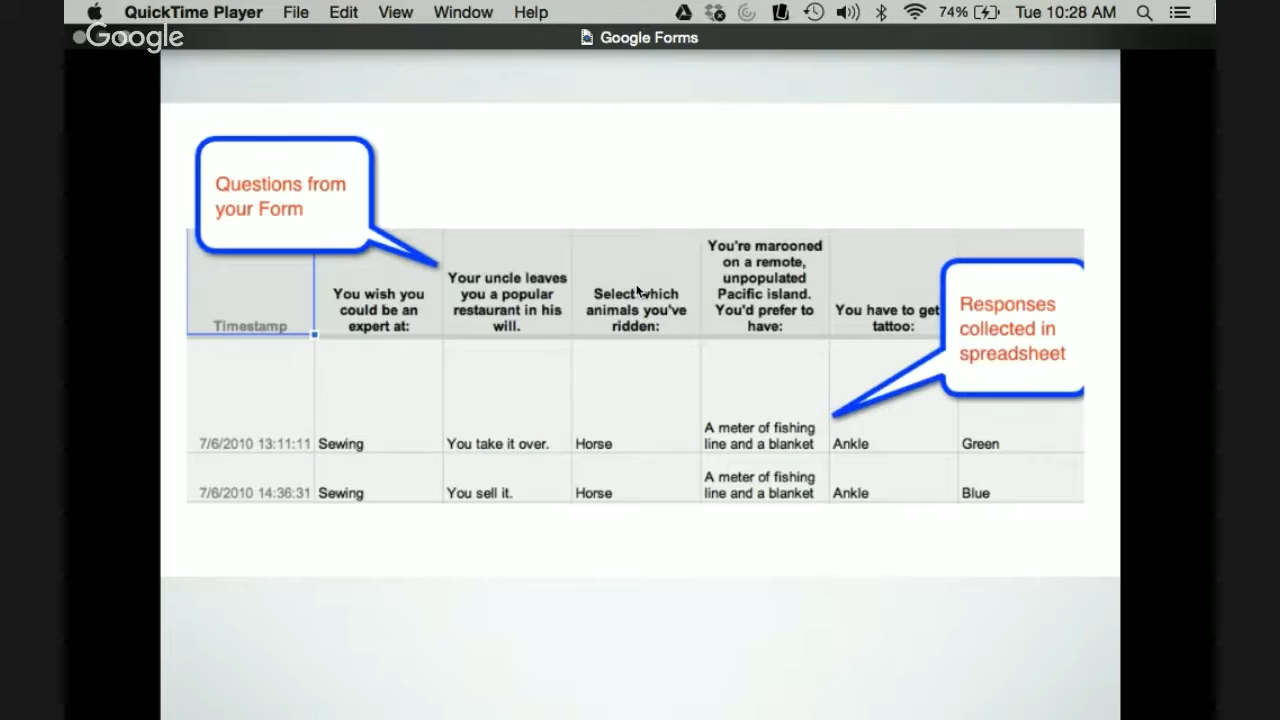 QuickTime Player File Edit View Window Help 74% Tue 10:28 AM
Google
Google Forms
Questions from
your Form
Timestamp
You wish you
could be an
expert at:
Your uncle leaves
you a popular
restaurant in his
will.
Select which
animals you've
ridden:
You're marooned
on a remote,
unpopulated
Pacific island.
You'd prefer to
have:
You have to get
tattoo:
Responses
collected in
spreadsheet
7/6/2010 13:11:11 Sewing You take it over. Horse
A meter of fishing
line and a blanket
Ankle Green
7/6/2010 14:36:31 Sewing You sell it. Horse
A meter of fishing
line and a blanket
Ankle Blue